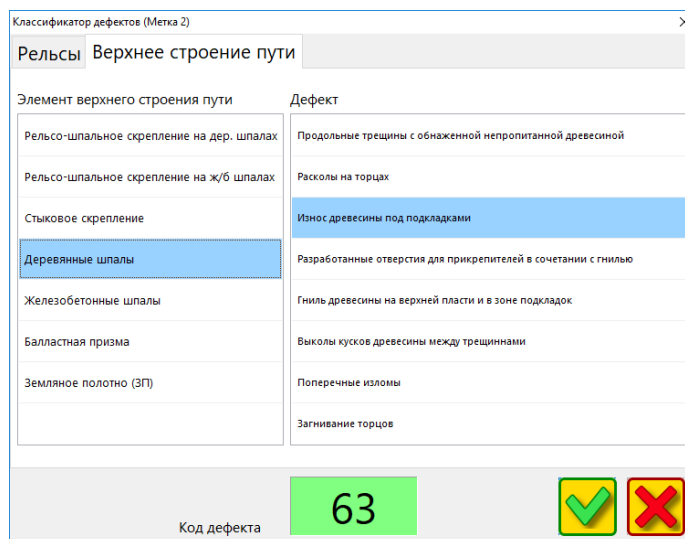 Классификатор дефектов (Метка 2)
Рельсы Верхнее строение пути
Элемент верхнего строения пути
Рельсо-шпальное скрепление на дер. шпалах
Рельсо-шпальное скрепление на ж/б шпалах
Стыковое скрепление
Деревянные шпалы
Железобетонные шпалы
Балластная призма
Земляное полотно (ЗП)
Дефект
Продольные трещины с обнаженной непропитанной древесиной
Расколы на торцах
Износ древесины под подкладками
Разработанные отверстия для прикрепителей в сочетании с гнилью
Гниль древесины на верхней пласти и в зоне подкладок
Выколы кусков древесины между трещиннами
Поперечные изломы
Загнивание торцов
Код дефекта
63